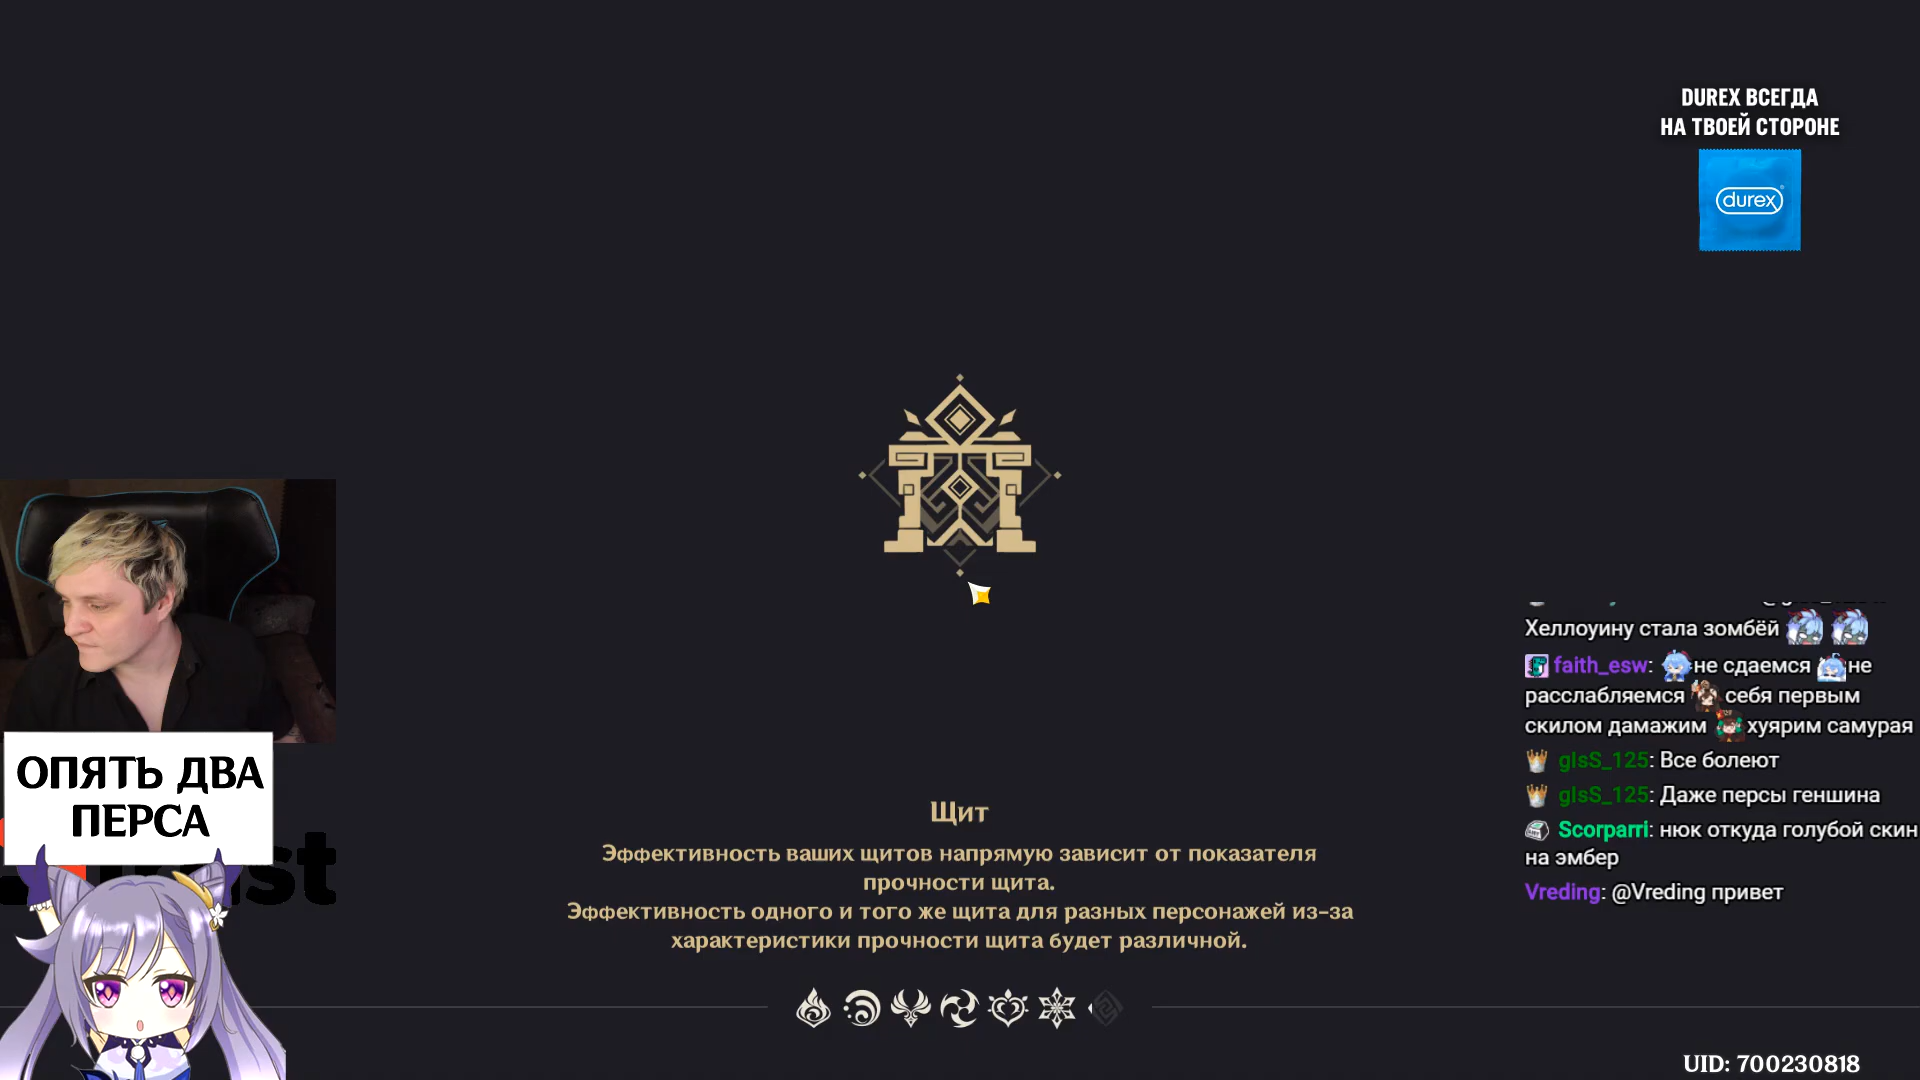 DUREX ВСЕГДА
НА ТВОЕЙ СТОРОНЕ
durex
Хеллоуину стала зомбёй
faith_esw: не сдаемся не
расслабляемся себя первым
скилом дамажим хуярим самурая
glsS_125: Все болеют
glsS_125: Даже персы геншина
Scorparri: нюк откуда голубой скин
на эмбер
Vreding: @Vreding привет
ОПЯТЬ ДВА
ПЕРСА
st
Щит
Эффективность ваших щитов напрямую зависит от показателя
прочности щита.
Эффективность одного и того же щита для разных персонажей из-за
характеристики прочности щита будет различной.
UID: 700230818